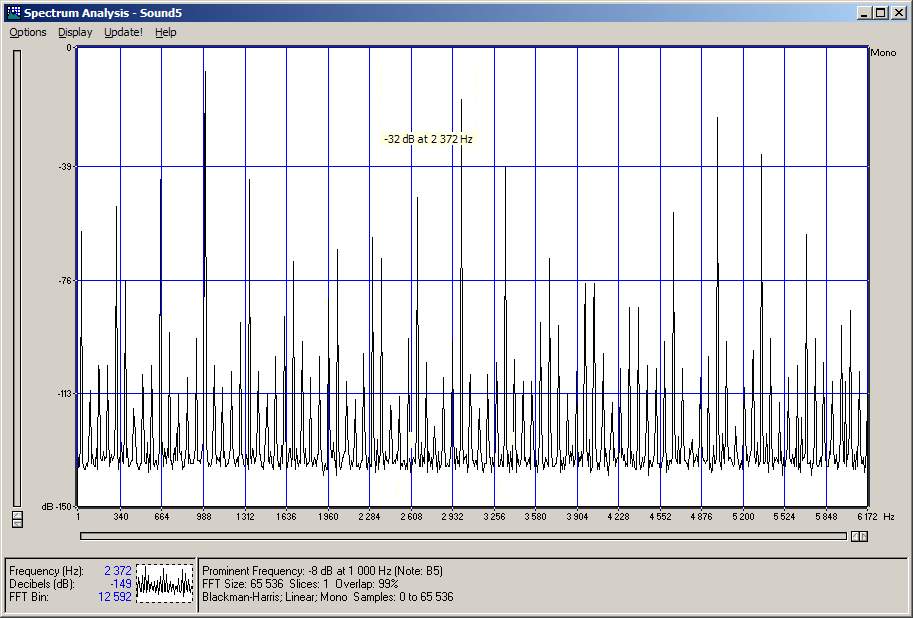 Spectrum Analysis - Sound5
Options Display Update! Help
0
Mono
-32 dB at 2 372 Hz
-39
-76
-113
dB -150
1 340 664 988 1 312 1 636 1 960 2 284 2 608 2 932 3 256 3 580 3 904 4 228 4 552 4 876 5 200 5 524 5 848 6 172 Hz
Frequency (Hz): 2 372
Decibels (dB): -149
FFT Bin: 12 592
Prominent Frequency: -8 dB at 1 000 Hz (Note: B5)
FFT Size: 65 536 Slices: 1 Overlap: 99%
Blackman-Harris; Linear; Mono Samples: 0 to 65 536